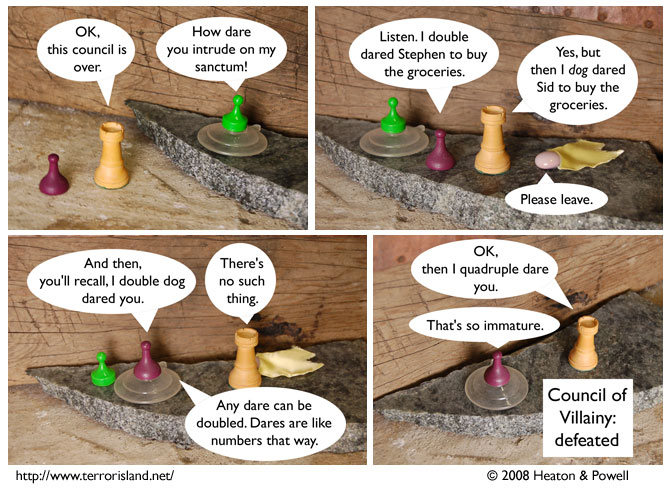 OK,
this council is
over.
How dare
you intrude on my
sanctum!
Listen. I double
dared Stephen to buy
the groceries.
Yes, but
then I dog dared
Sid to buy the
groceries.
Please leave.
And then,
you'll recall, I double dog
dared you.
There's
no such
thing.
Any dare can be
doubled. Dares are like
numbers that way.
OK,
then I quadruple dare
you.
That's so immature.
Council of
Villainy:
defeated
http://www.terrorisland.net/
© 2008 Heaton & Powell